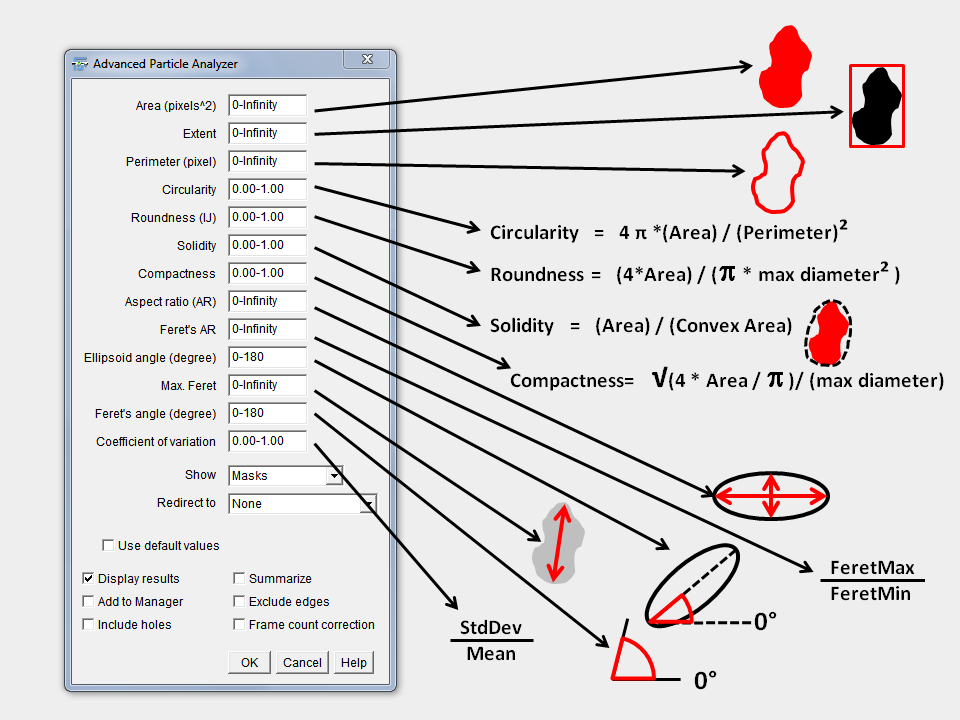 Advanced Particle Analyzer
Area (pixels^2) 0-Infinity
Extent 0-Infinity
Perimeter (pixel) 0-Infinity
Circularity 0.00-1.00
Roundness (IJ) 0.00-1.00
Solidity 0.00-1.00
Compactness 0.00-1.00
Aspect ratio (AR) 0-Infinity
Feret's AR 0-Infinity
Ellipsoid angle (degree) 0-180
Max. Feret 0-Infinity
Feret's angle (degree) 0-180
Coefficient of variation 0.00-1.00
Show Masks
Redirect to None
Use default values
Display results Summarize
Add to Manager Exclude edges
Include holes Frame count correction
OK Cancel Help
Circularity = 4 π *(Area) / (Perimeter)²
Roundness = (4*Area) / (π * max diameter² )
Solidity = (Area) / (Convex Area)
Compactness= √(4 * Area / π )/ (max diameter)
FeretMax
FeretMin
0°
StdDev
Mean
0°